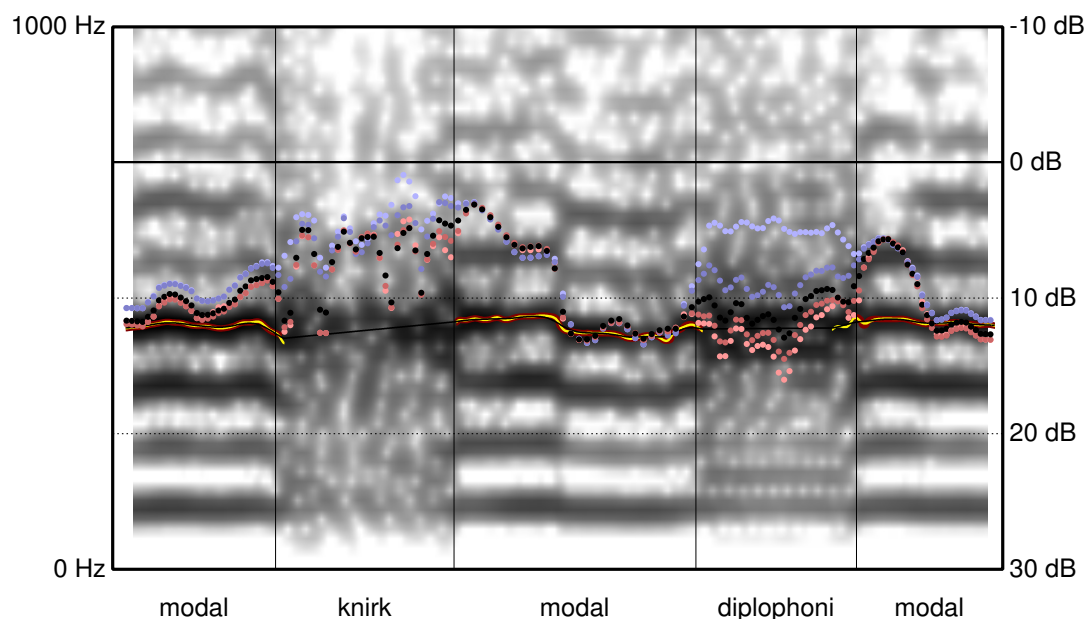 1000 Hz -10 dB
0 dB
10 dB
20 dB
0 Hz 30 dB
modal knirk modal diplophoni modal